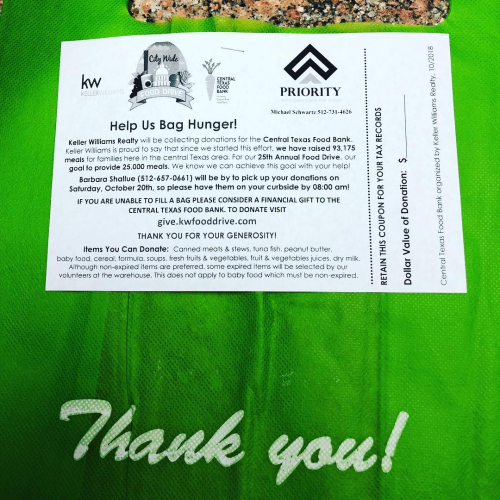 kw
KELLERWILLIAMS
City Wide
FOOD DRIVE
CENTRAL
TEXAS
FOOD
BANK
PRIORITY
Michael Schwartz 512-731-4626
Help Us Bag Hunger!
Keller Williams Realty will be collecting donations for the Central Texas Food Bank.
Keller Williams is proud to say that since we started this effort, we have raised 93,175
meals for families here in the central Texas area. For our 25th Annual Food Drive, our
goal to provide 25,000 meals. We know we can achieve this goal with your help!
Barbara Shallue (512-657-0661) will be by to pick up your donations on
Saturday, October 20th, so please have them on your curbside by 08:00 am!
IF YOU ARE UNABLE TO FILL A BAG PLEASE CONSIDER A FINANCIAL GIFT TO THE
CENTRAL TEXAS FOOD BANK. TO DONATE VISIT
give.kwfooddrive.com
THANK YOU FOR YOUR GENEROSITY!
Items You Can Donate: Canned meats & stews, tuna fish, peanut butter,
baby food, cereal, formula, soups, fresh fruits & vegetables, fruit & vegetables juices, dry milk.
Although non-expired items are preferred, some expired items will be selected by our
volunteers at the warehouse. This does not apply to baby food which must be non-expired.
RETAIN THIS COUPON FOR YOUR TAX RECORDS
Dollar Value of Donation: $
Central Texas Food Bank organized by Keller Williams Realty, 10/2018
Thank you!